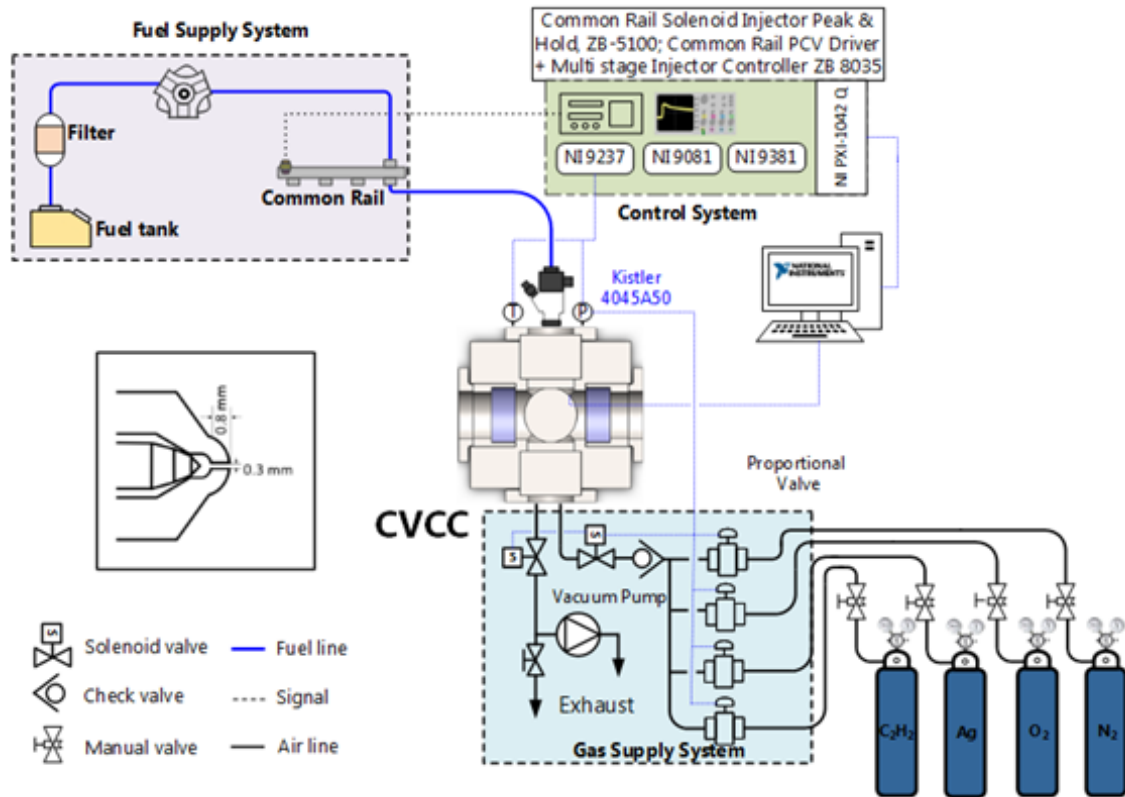 Fuel Supply System
Filter
Fuel tank
Common Rail
Common Rail Solenoid Injector Peak &
Hold, ZB-5100; Common Rail PCV Driver
+ Multi stage Injector Controller ZB 8035
NI 9237
NI 9081
NI 9381
NI PXI-1042 Q
Control System
NATIONAL
INSTRUMENTS
Kistler
4045A50
T
P
0.8 mm
0.3 mm
CVCC
Proportional
Valve
S
S
Vacuum Pump
Exhaust
Gas Supply System
C2H2
Ag
O2
N2
S
Solenoid valve
Fuel line
Check valve
Signal
Manual valve
Air line